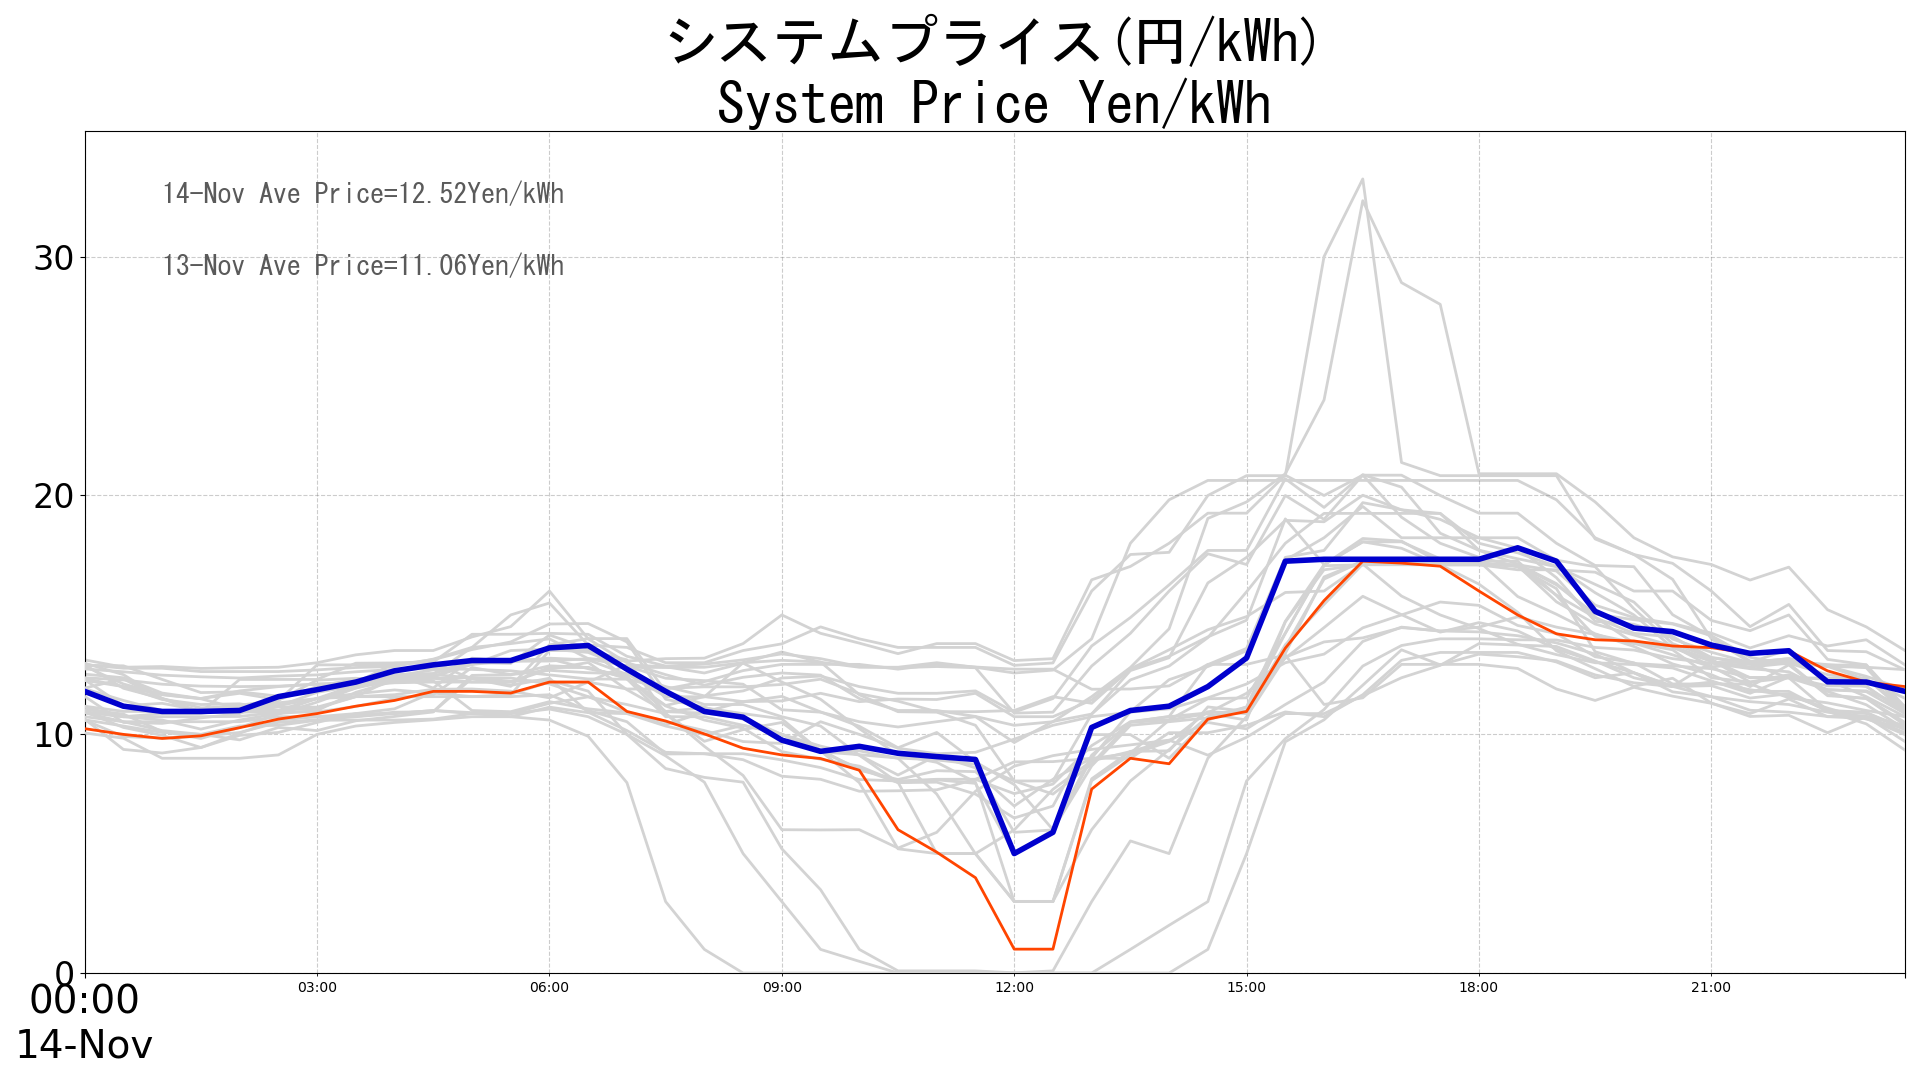 システムプライス(円/kWh)
System Price Yen/kWh
14-Nov Ave Price=12.52Yen/kWh
13-Nov Ave Price=11.06Yen/kWh
30
20
10
0
00:00 03:00 06:00 09:00 12:00 15:00 18:00 21:00
14-Nov